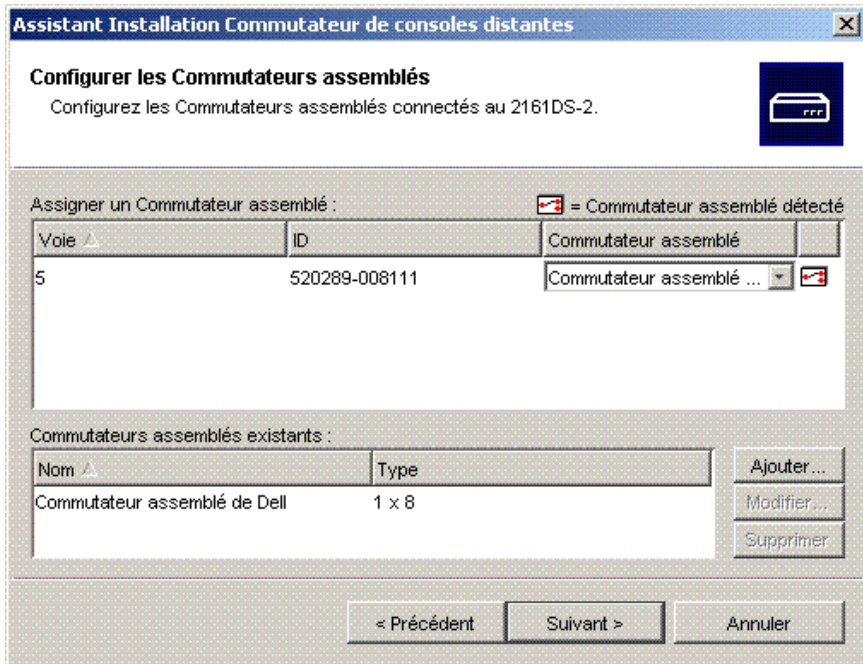 Assistant Installation Commutateur de consoles distantes
Configurer les Commutateurs assemblés
Configurez les Commutateurs assemblés connectés au 2161DS-2.
Assigner un Commutateur assemblé : = Commutateur assemblé détecté
Voie ID Commutateur assemblé
5 520289-008111 Commutateur assemblé ...
Commutateurs assemblés existants :
Nom Type Ajouter...
Commutateur assemblé de Dell 1 x 8 Modifier...
Supprimer
< Précédent Suivant > Annuler